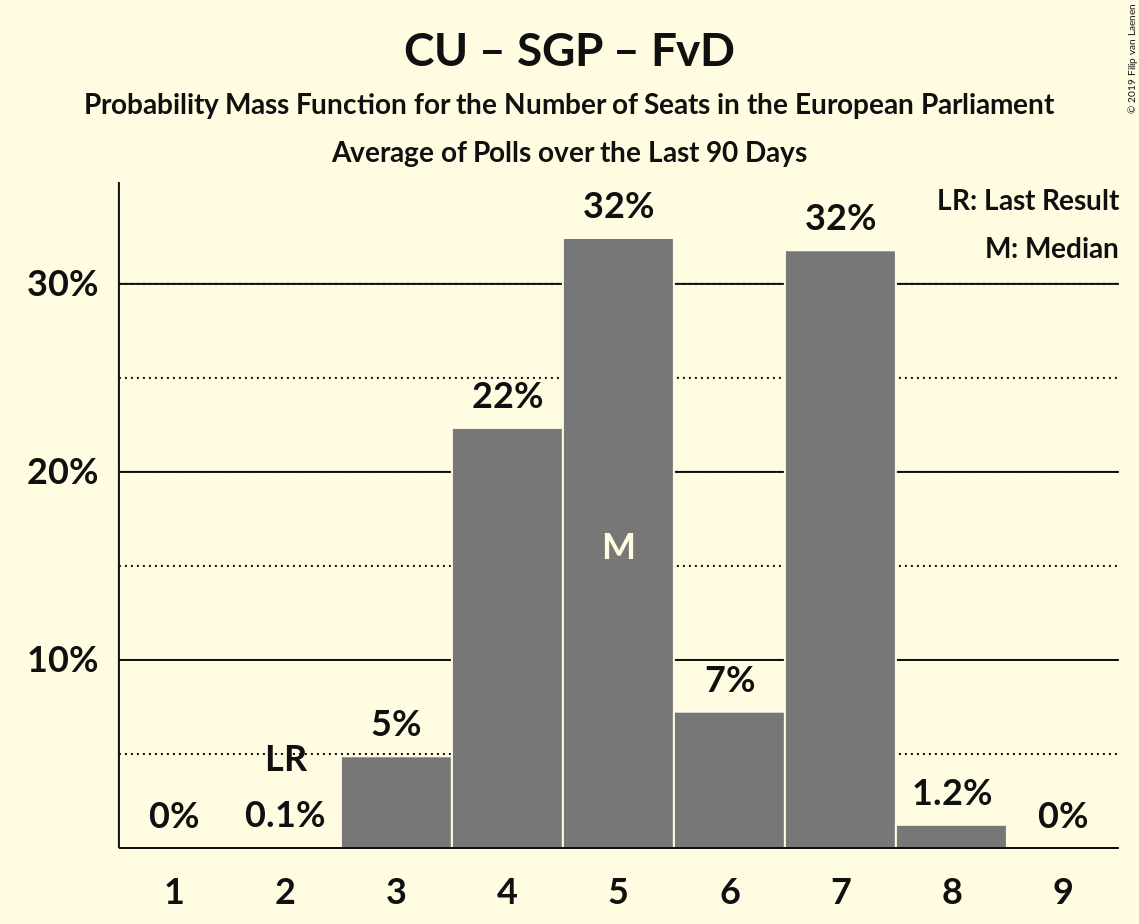 CU – SGP – FvD
Probability Mass Function for the Number of Seats in the European Parliament
Average of Polls over the Last 90 Days
© 2019 Filip van Laenen
LR: Last Result
M: Median
30%
20%
10%
0%
LR
0.1%
5%
22%
32%
M
7%
32%
1.2%
0%
1 2 3 4 5 6 7 8 9